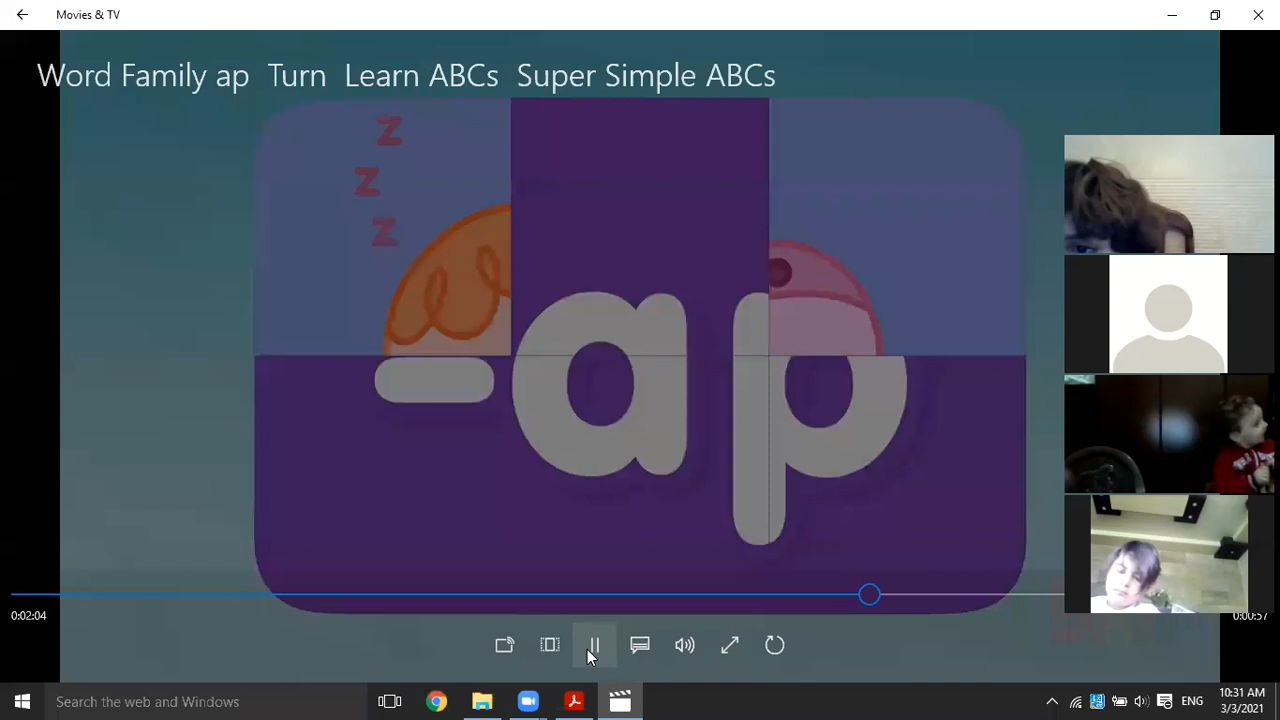 Movies & TV
Word Family ap  Turn  Learn ABCs  Super Simple ABCs
z
z
z
-ap
0:02:04
0:00:57
Search the web and Windows
ENG
10:31 AM
3/3/2021